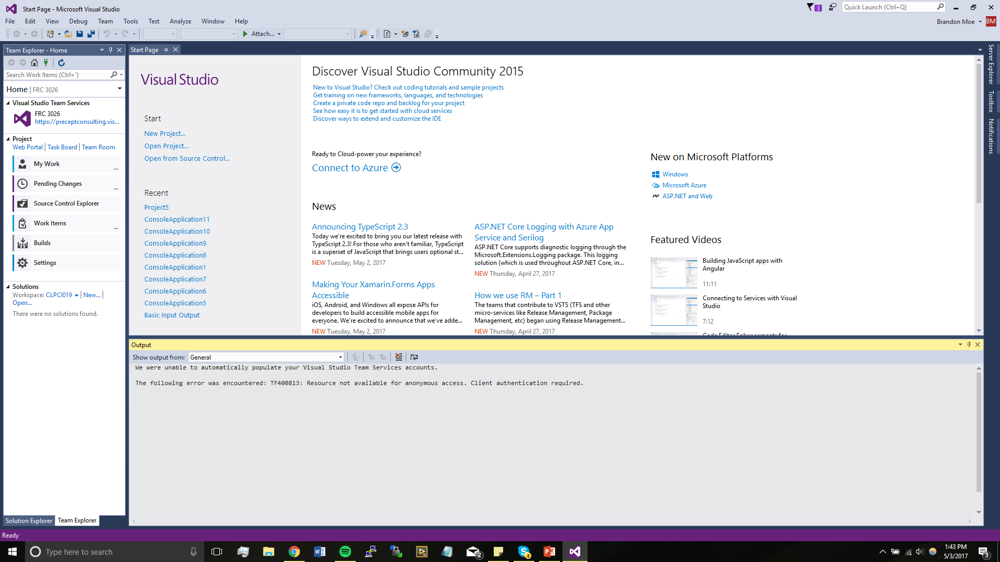 Start Page - Microsoft Visual Studio
3
Quick Launch (Ctrl+Q)
File Edit View Debug Team Tools Test Analyze Window Help
Brandon Moe BM
Attach...
Team Explorer - Home
Search Work Items (Ctrl+')
Home | FRC 3026
Visual Studio Team Services
FRC 3026
https://preceptconsulting.vis...
Project
Web Portal | Task Board | Team Room
My Work
...
Pending Changes
...
Source Control Explorer
Work Items
...
Builds
Settings
Solutions
Workspace: CLPCI019 | New... |
Open...
There were no solutions found.
Solution Explorer
Team Explorer
Start Page
Visual Studio
Start
New Project...
Open Project...
Open from Source Control...
Recent
Project5
ConsoleApplication11
ConsoleApplication10
ConsoleApplication9
ConsoleApplication8
ConsoleApplication1
ConsoleApplication7
ConsoleApplication6
ConsoleApplication5
Basic Input Output
Discover Visual Studio Community 2015
New to Visual Studio? Check out coding tutorials and sample projects
Get training on new frameworks, languages, and technologies
Create a private code repo and backlog for your project
See how easy it is to get started with cloud services
Discover ways to extend and customize the IDE
Ready to Cloud-power your experience?
Connect to Azure
News
Announcing TypeScript 2.3
Today we're excited to bring you our latest release with
TypeScript 2.3! For those who aren't familiar, TypeScript
is a superset of JavaScript that brings users optional st...
NEW Tuesday, May 2, 2017
Making Your Xamarin.Forms Apps
Accessible
iOS, Android, and Windows all expose APIs for
developers to build accessible mobile apps for
everyone. We're excited to announce that we've adde...
NEW Tuesday, May 2, 2017
ASP.NET Core Logging with Azure App
Service and Serilog
ASP.NET Core supports diagnostic logging through the
Microsoft.Extensions.Logging package. This logging
solution (which is used throughout ASP.NET Core, in...
NEW Thursday, April 27, 2017
How we use RM – Part 1
The teams that contribute to VSTS (TFS and other
micro-services like Release Management, Package
Management, etc) began using Release Management...
NEW Thursday, April 27, 2017
New on Microsoft Platforms
Windows
Microsoft Azure
ASP.NET and Web
Featured Videos
Building JavaScript apps with
Angular
11:11
Connecting to Services with Visual
Studio
7:12
Code Editor Enhancements for
Server Explorer
Toolbox
Notifications
Output
Show output from: General
We were unable to automatically populate your Visual Studio Team Services accounts.
The following error was encountered: TF400813: Resource not available for anonymous access. Client authentication required.
Ready
Type here to search
2
1
1:43 PM
5/3/2017
3